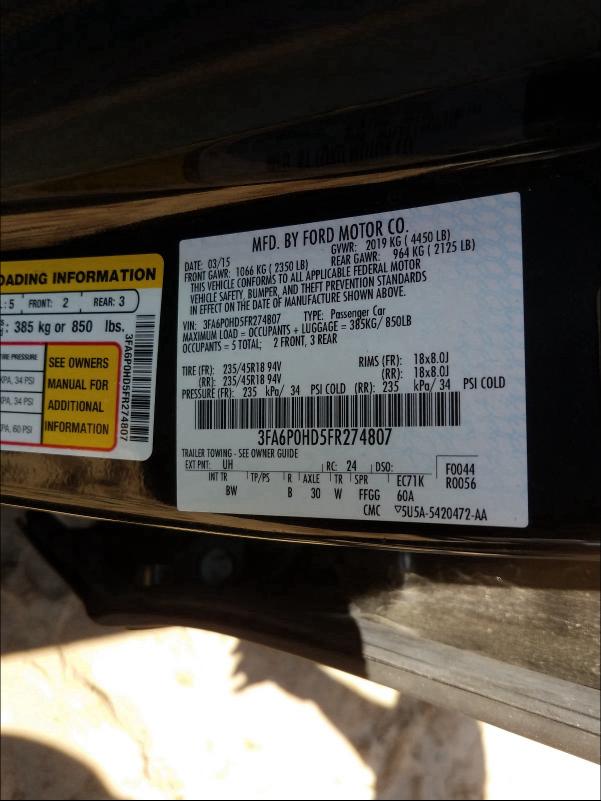 MFD. BY FORD MOTOR CO.
DATE: 03/15 GVWR: 2019 KG ( 4450 LB)
FRONT GAWR: 1066 KG ( 2350 LB) REAR GAWR: 964 KG ( 2125 LB)
THIS VEHICLE CONFORMS TO ALL APPLICABLE FEDERAL MOTOR
VEHICLE SAFETY, BUMPER, AND THEFT PREVENTION STANDARDS
IN EFFECT ON THE DATE OF MANUFACTURE SHOWN ABOVE.
VIN: 3FA6P0HD5FR274807 TYPE: Passenger Car
MAXIMUM LOAD = OCCUPANTS + LUGGAGE = 385KG/ 850LB
OCCUPANTS = 5 TOTAL; 2 FRONT, 3 REAR
TIRE (FR): 235/45R18 94V RIMS (FR): 18x8.0J
(RR): 235/45R18 94V (RR): 18x8.0J
PRESSURE (FR): 235 kPa/ 34 PSI COLD (RR): 235 kPa/ 34 PSI COLD
3FA6P0HD5FR274807
TRAILER TOWING - SEE OWNER GUIDE
EXT PNT: UH RC: 24 DSO: F0044
R0056
INT TR TP/PS R AXLE TR SPR EC71K
BW B 30 W FFGG 60A
CMC ▽5U5A-5420472-AA
OADING INFORMATION
: 5 FRONT: 2 REAR: 3
: 385 kg or 850 lbs.
RE PRESSURE
KPA, 34 PSI
KPA, 34 PSI
KPA, 60 PSI
SEE OWNERS
MANUAL FOR
ADDITIONAL
INFORMATION
3FA6P0HD5FR274807